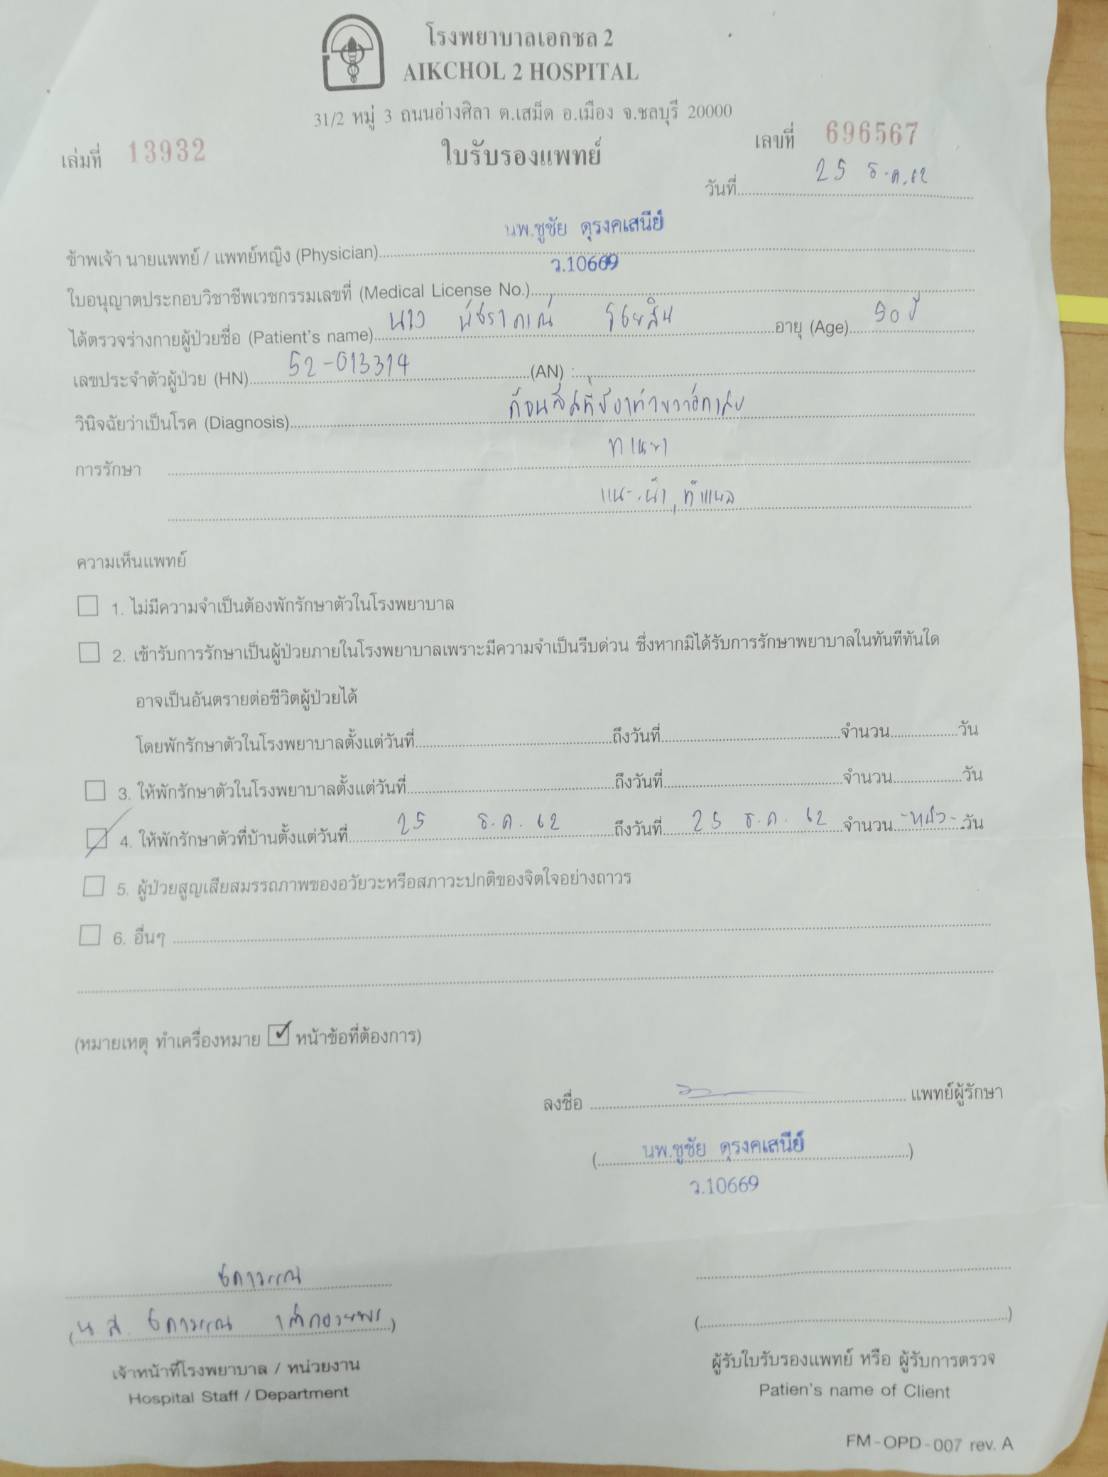 โรงพยาบาลเอกชล 2
AIKCHOL 2 HOSPITAL
31/2 หมู่ 3 ถนนอ่างศิลา ต.เสม็ด อ.เมือง จ.ชลบุรี 20000
เล่มที่ 13932 เลขที่ 696567
ใบรับรองแพทย์
วันที่ 25 ธ.ค.62
ข้าพเจ้า นายแพทย์ / แพทย์หญิง (Physician) นพ.ชูชัย ดุรงคเสนีย์
ใบอนุญาตประกอบวิชาชีพเวชกรรมเลขที่ (Medical License No.) ว.10669
ได้ตรวจร่างกายผู้ป่วยชื่อ (Patient's name) นาง พัชราภรณ์ อายุ (Age) 50 ปี
เลขประจำตัวผู้ป่วย (HN) 52-013314 (AN) :
วินิจฉัยว่าเป็นโรค (Diagnosis)
การรักษา ทานยา
แนะนำ, ทำแผล
ความเห็นแพทย์
1. ไม่มีความจำเป็นต้องพักรักษาตัวในโรงพยาบาล
2. เข้ารับการรักษาเป็นผู้ป่วยภายในโรงพยาบาลเพราะมีความจำเป็นรีบด่วน ซึ่งหากมิได้รับการรักษาพยาบาลในทันทีทันใด
อาจเป็นอันตรายต่อชีวิตผู้ป่วยได้
โดยพักรักษาตัวในโรงพยาบาลตั้งแต่วันที่ ถึงวันที่ จำนวน วัน
3. ให้พักรักษาตัวในโรงพยาบาลตั้งแต่วันที่ ถึงวันที่ จำนวน วัน
4. ให้พักรักษาตัวที่บ้านตั้งแต่วันที่ 25 ธ.ค. 62 ถึงวันที่ 25 ธ.ค. 62 จำนวน -หนึ่ง- วัน
5. ผู้ป่วยสูญเสียสมรรถภาพของอวัยวะหรือสภาวะปกติของจิตใจอย่างถาวร
6. อื่นๆ
(หมายเหตุ ทำเครื่องหมาย ☑ หน้าข้อที่ต้องการ)
ลงชื่อ แพทย์ผู้รักษา
(นพ.ชูชัย ดุรงคเสนีย์)
ว.10669
(น.ส. )
เจ้าหน้าที่โรงพยาบาล / หน่วยงาน
Hospital Staff / Department
ผู้รับใบรับรองแพทย์ หรือ ผู้รับการตรวจ
Patien's name of Client
FM-OPD-007 rev. A